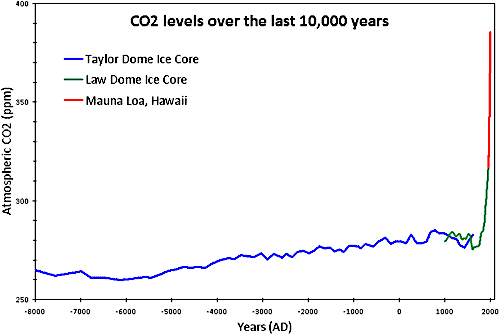 CO2 levels over the last 10,000 years
Taylor Dome Ice Core
Law Dome Ice Core
Mauna Loa, Hawaii
Atmospheric CO2 (ppm)
400
350
300
250
-8000 -7000 -6000 -5000 -4000 -3000 -2000 -1000 0 1000 2000
Years (AD)